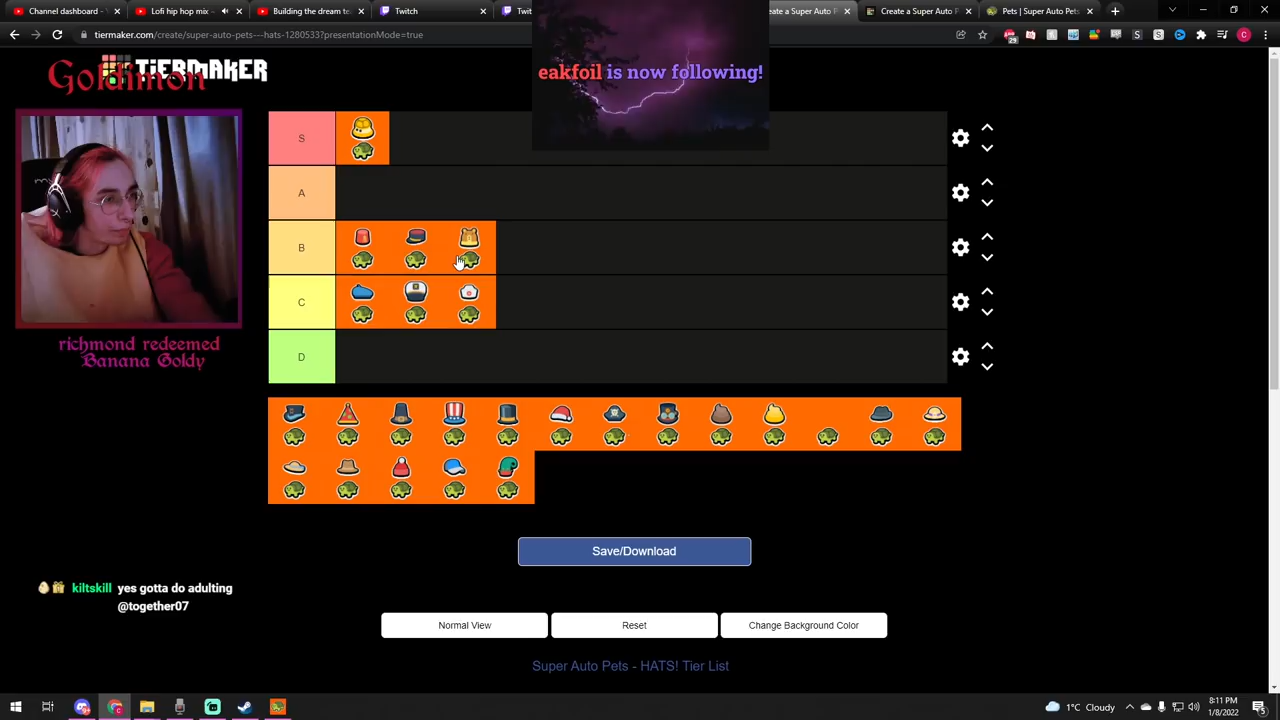 Channel dashboard - T
Lofi hip hop mix -
Building the dream te
Twitch
Twit
eate a Super Auto P
Create a Super Auto P
Pets | Super Auto Pets
tiermaker.com/create/super-auto-pets---hats-1280533?presentationMode=true
29
C
TiERMAKER
Goldimon
eakfoil is now following!
S
A
B
C
D
richmond redeemed
Banana Goldy
Save/Download
kiltskill yes gotta do adulting
@together07
Normal View
Reset
Change Background Color
Super Auto Pets - HATS! Tier List
1°C Cloudy
8:11 PM
1/8/2022